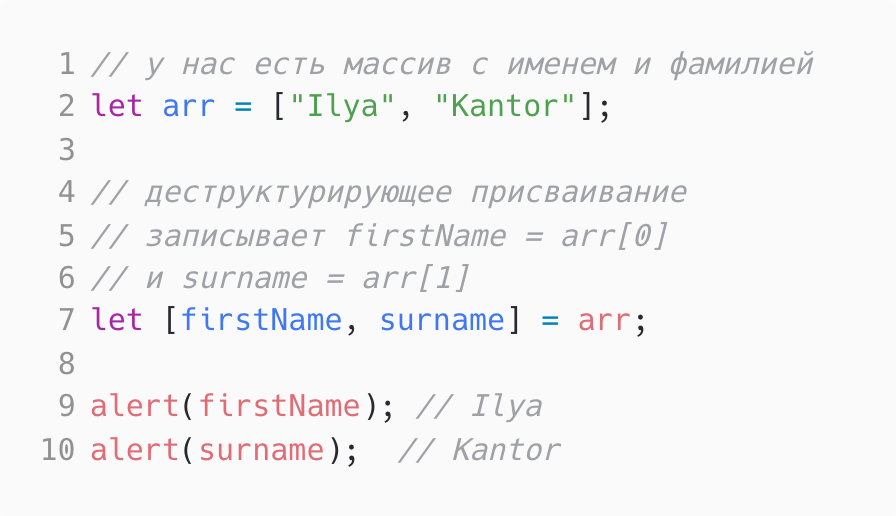 1 // у нас есть массив с именем и фамилией
2 let arr = ["Ilya", "Kantor"];
3
4 // деструктурирующее присваивание
5 // записывает firstName = arr[0]
6 // и surname = arr[1]
7 let [firstName, surname] = arr;
8
9 alert(firstName); // Ilya
10 alert(surname);  // Kantor